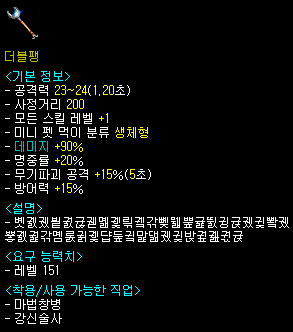 더블팽
<기본 정보>
- 공격력 23~24(1,20초)
- 사정거리 200
- 모든 스킬 레벨 +1
- 미니 펫 먹이 분류 생체형
- 데미지 +90%
- 명중률 +20%
- 무기파괴 공격 +15%(5초)
- 방어력 +15%
<설명>
<요구 능력치>
- 레벨 151
<착용/사용 가능한 직업>
- 마법창병
- 강신술사